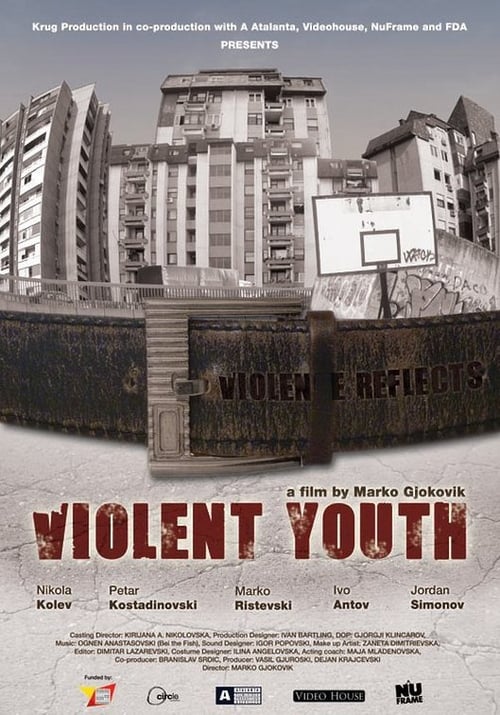 Krug Production in co-production with A Atalanta, Videohouse, NuFrame and FDA
PRESENTS
VIOLEN E REFLECTS
a film by Marko Gjokovik
VIOLENT YOUTH
Nikola Kolev
Petar Kostadinovski
Marko Ristevski
Ivo Antov
Jordan Simonov
Casting Director: KIRIJANA A. NIKOLOVSKA, Production Designer: IVAN BARTLING, DOP: GJORGJI KLINCAROV,
Music: OGNEN ANASTASOVSKI (Bei the Fish), Sound Designer: IGOR POPOVSKI, Make up Artist: ZANETA DIMITRIEVSKA,
Editor: DIMITAR LAZAREVSKI, Costume Designer: ILINA ANGELOVSKA, Acting coach: MAJA MLADENOVSKA,
Co-producer: BRANISLAV SRDIC, Producer: VASIL GJUROSKI, DEJAN KRAJCEVSKI
Director: MARKO GJOKOVIK
Funded by:
circle
A ATALANTA
VIDEO HOUSE
NU FRAME